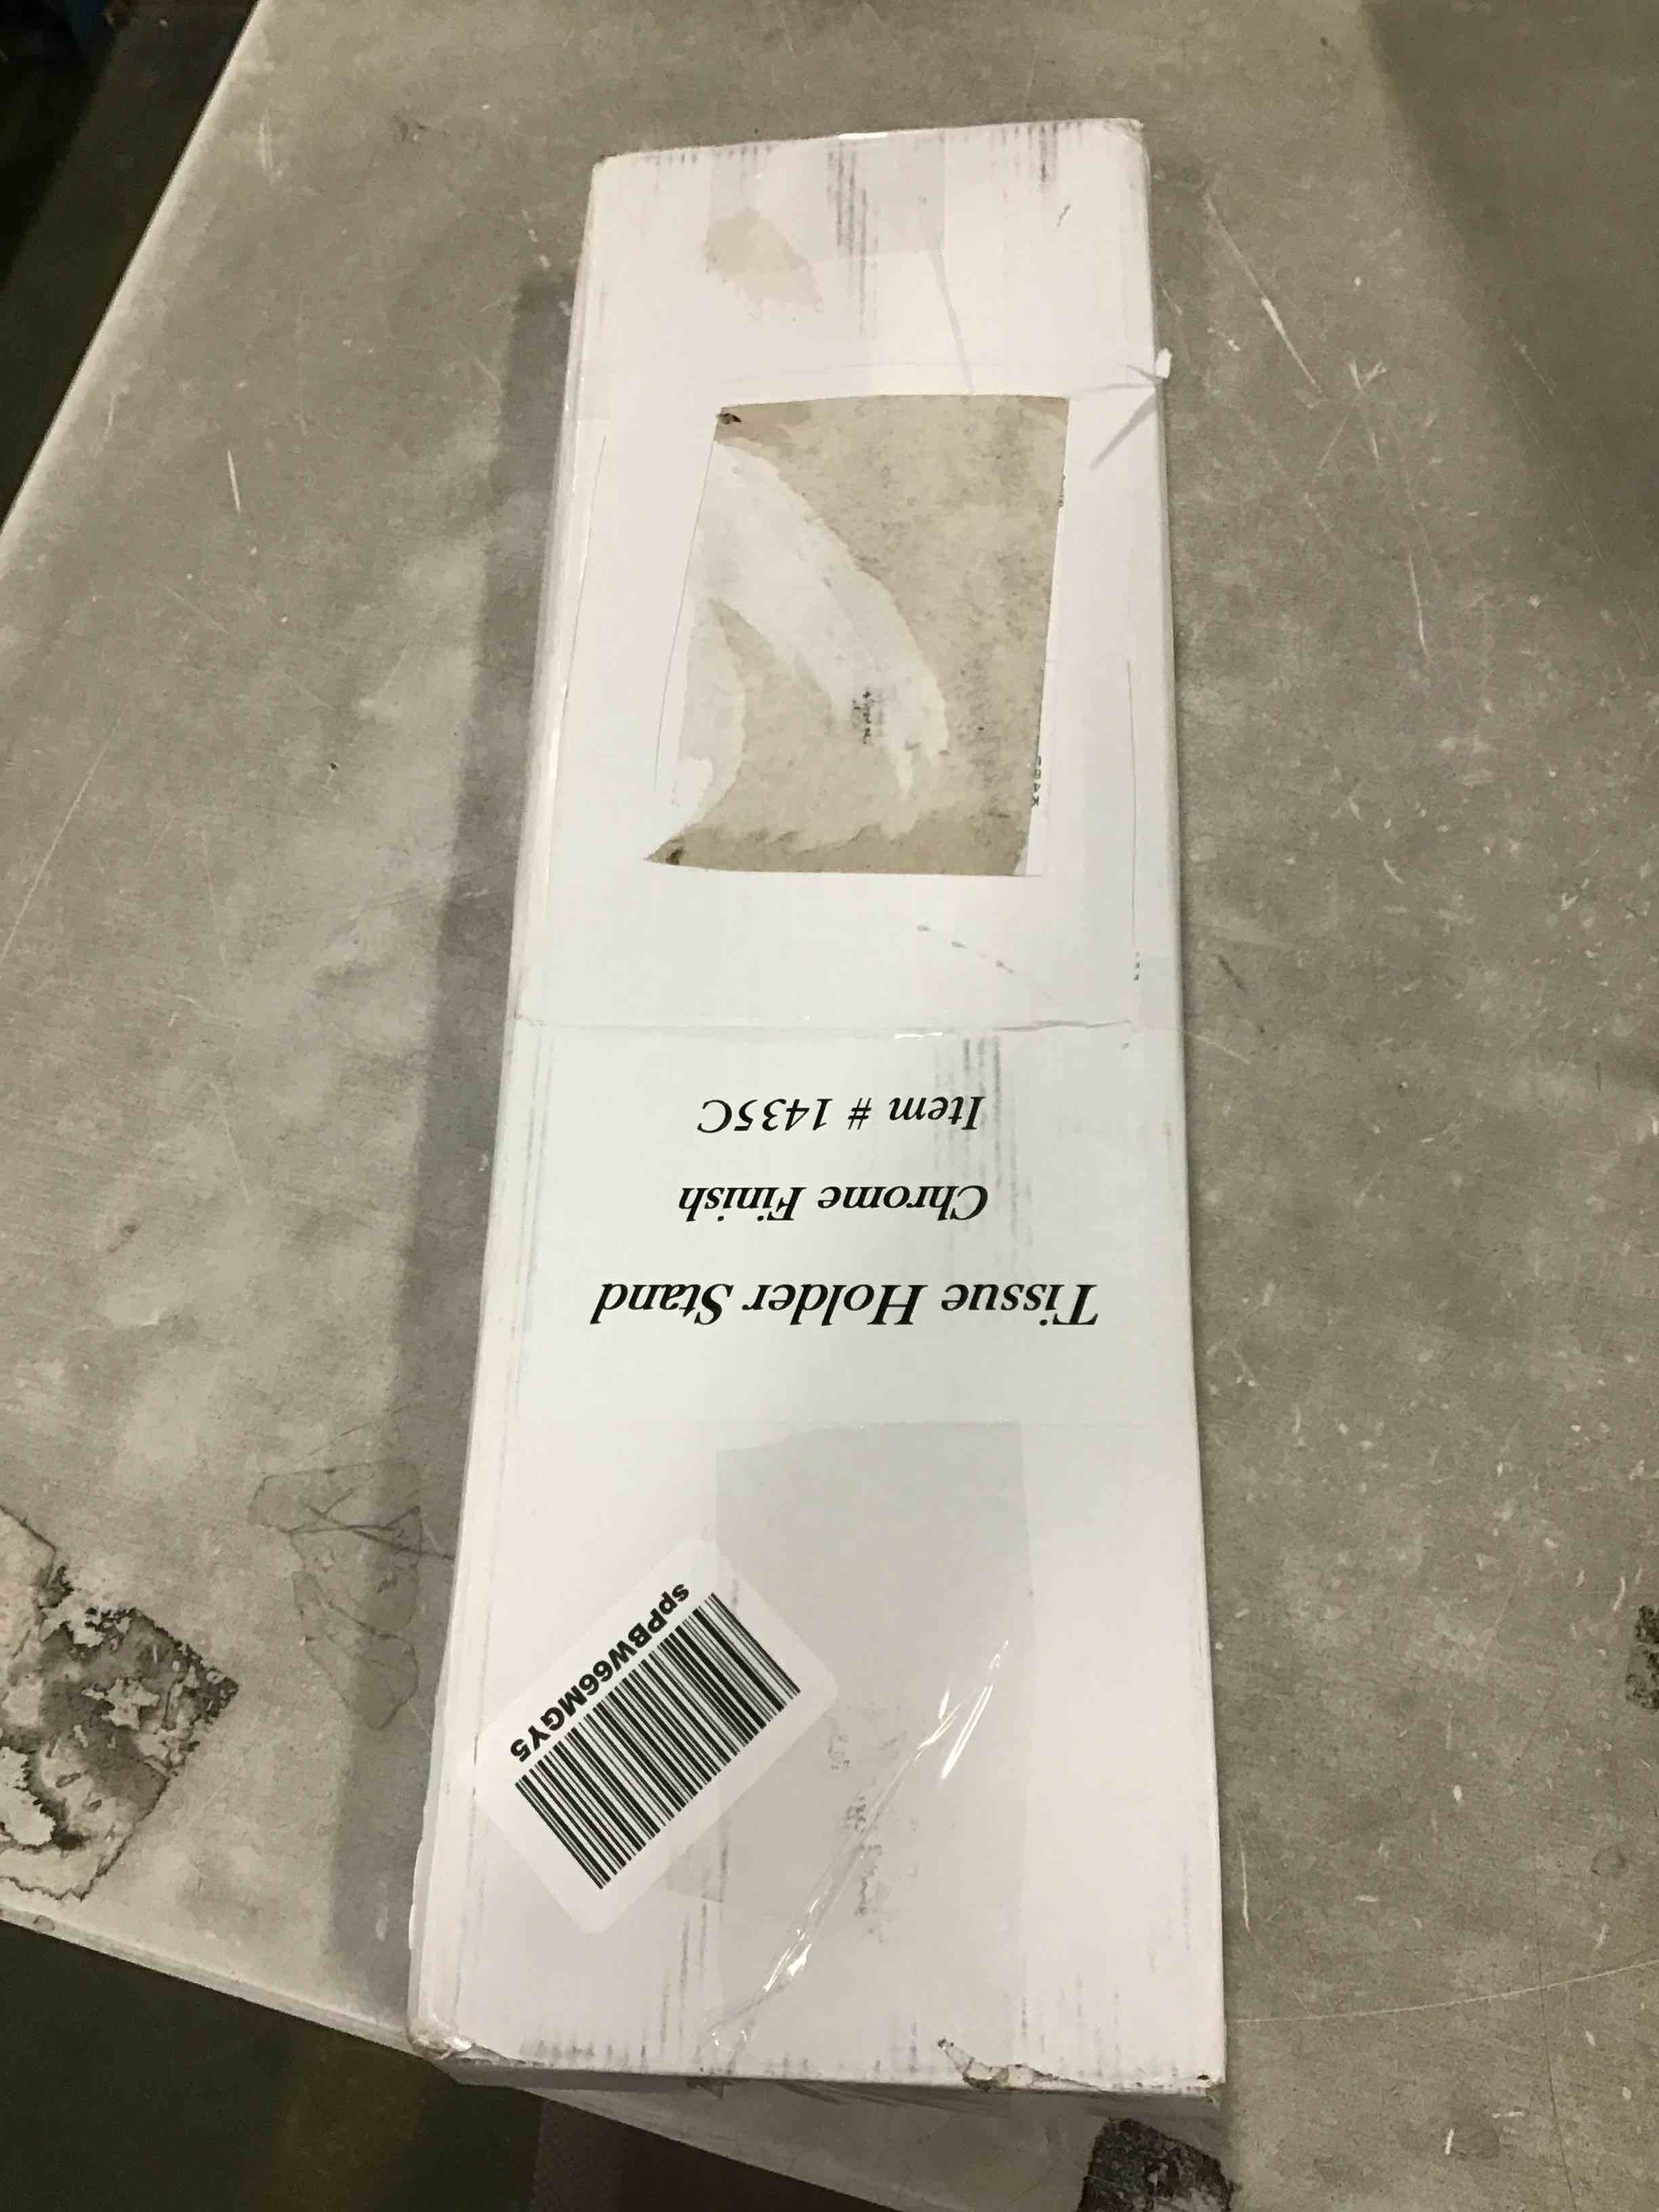 Tissue Holder Stand
Chrome Finish
Item # 1435C
spPBW66MGY5